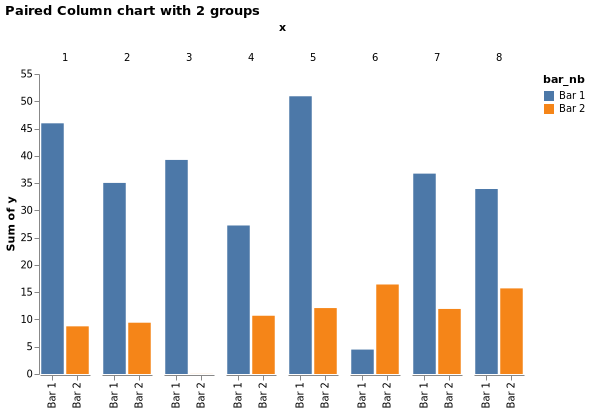 Paired Column chart with 2 groups
x
1 2 3 4 5 6 7 8
bar_nb
Bar 1
Bar 2
Sum of y
55
50
45
40
35
30
25
20
15
10
5
0
Bar 1 Bar 2 Bar 1 Bar 2 Bar 1 Bar 2 Bar 1 Bar 2 Bar 1 Bar 2 Bar 1 Bar 2 Bar 1 Bar 2 Bar 1 Bar 2